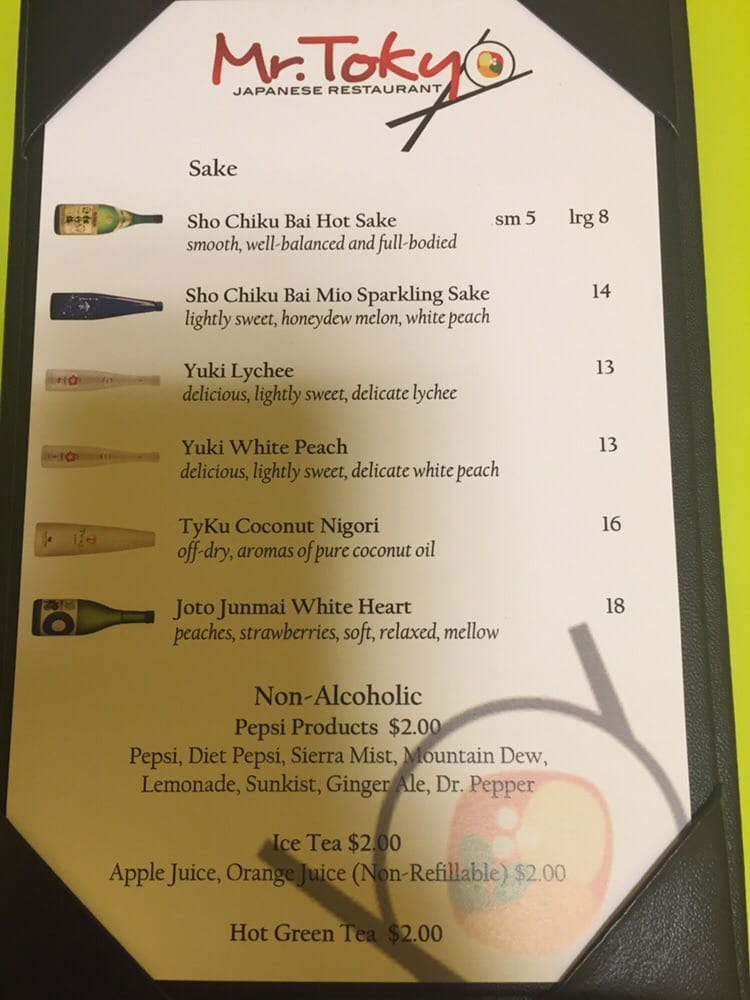 Mr. Tokyo
JAPANESE RESTAURANT
Sake
Sho Chiku Bai Hot Sake sm 5 lrg 8
smooth, well-balanced and full-bodied
Sho Chiku Bai Mio Sparkling Sake 14
lightly sweet, honeydew melon, white peach
Yuki Lychee 13
delicious, lightly sweet, delicate lychee
Yuki White Peach 13
delicious, lightly sweet, delicate white peach
TyKu Coconut Nigori 16
off-dry, aromas of pure coconut oil
Joto Junmai White Heart 18
peaches, strawberries, soft, relaxed, mellow
Non-Alcoholic
Pepsi Products $2.00
Pepsi, Diet Pepsi, Sierra Mist, Mountain Dew,
Lemonade, Sunkist, Ginger Ale, Dr. Pepper
Ice Tea $2.00
Apple Juice, Orange Juice (Non-Refillable) $2.00
Hot Green Tea $2.00